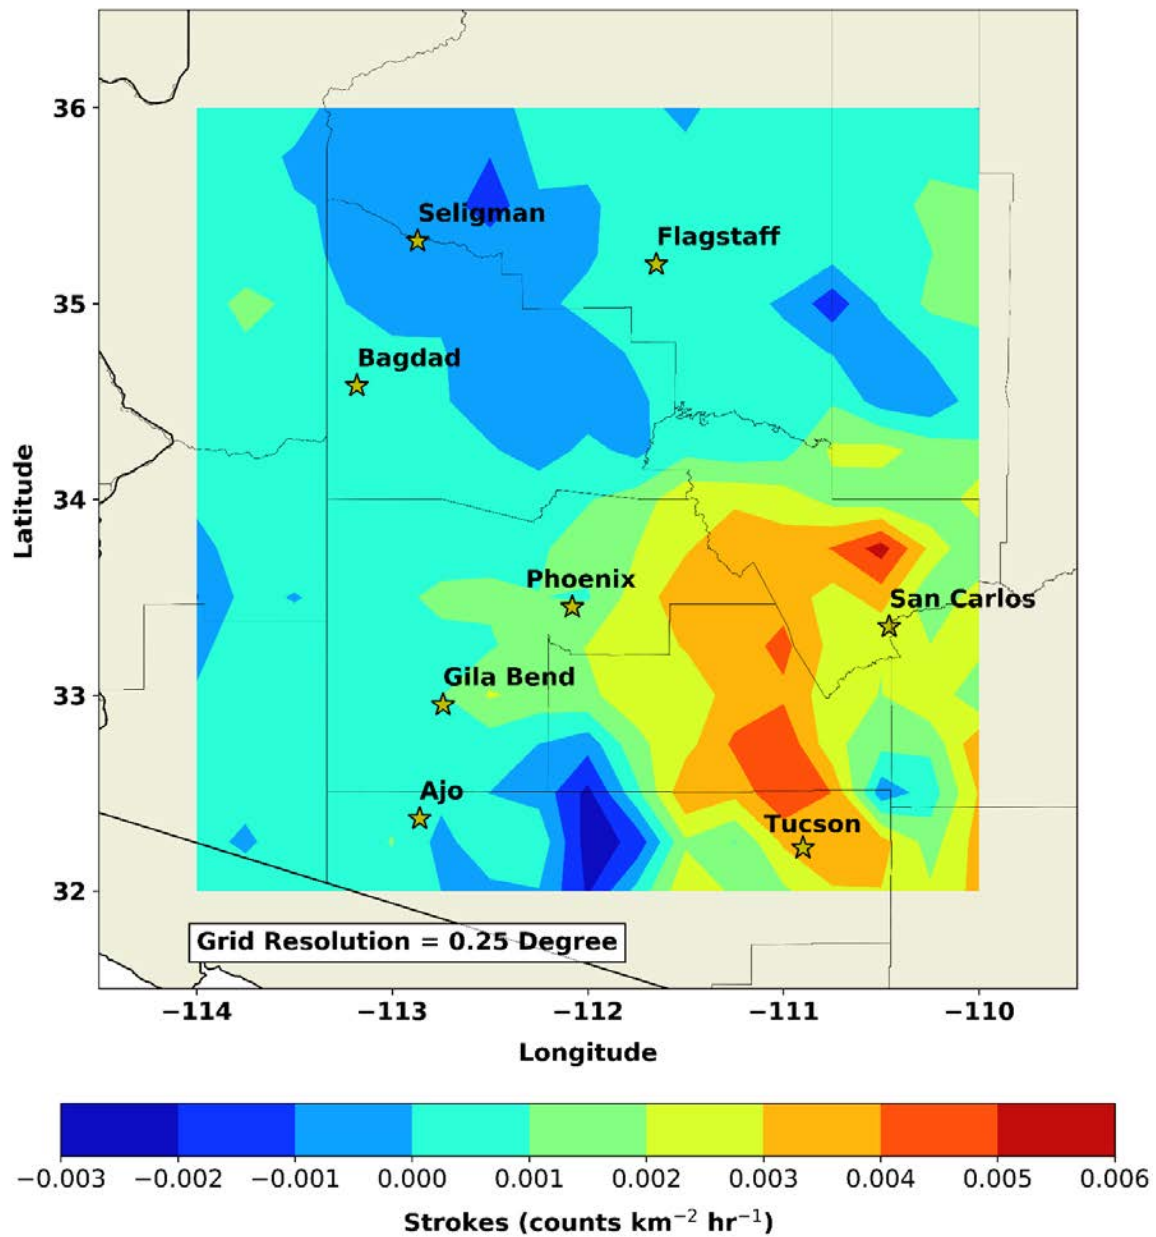 36
Seligman
Flagstaff
35
Bagdad
Latitude
34
Phoenix
San Carlos
33
Gila Bend
Ajo
Tucson
32
Grid Resolution = 0.25 Degree
−114 −113 −112 −111 −110
Longitude
−0.003 −0.002 −0.001 0.000 0.001 0.002 0.003 0.004 0.005 0.006
Strokes (counts km⁻² hr⁻¹)